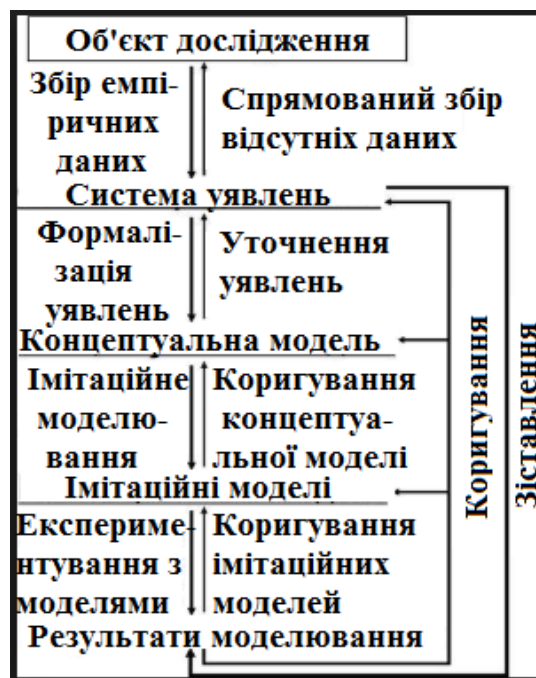 Об'єкт дослідження
Збір емпі-
ричних
даних
Спрямований збір
відсутніх даних
Система уявлень
Формалі-
зація
уявлень
Уточнення
уявлень
Концептуальна модель
Імітаційне
моделю-
вання
Коригування
концептуа-
льної моделі
Імітаційні моделі
Експериме-
нтування з
моделями
Коригування
імітаційних
моделей
Результати моделювання
Коригування
Зіставлення